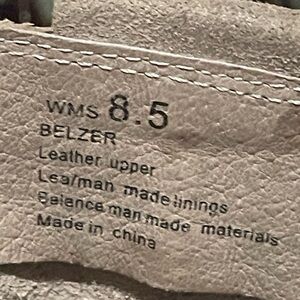 WMS 8.5
BELZER
Leather upper
Lea/man made linings
Balence man made materials
Made in china